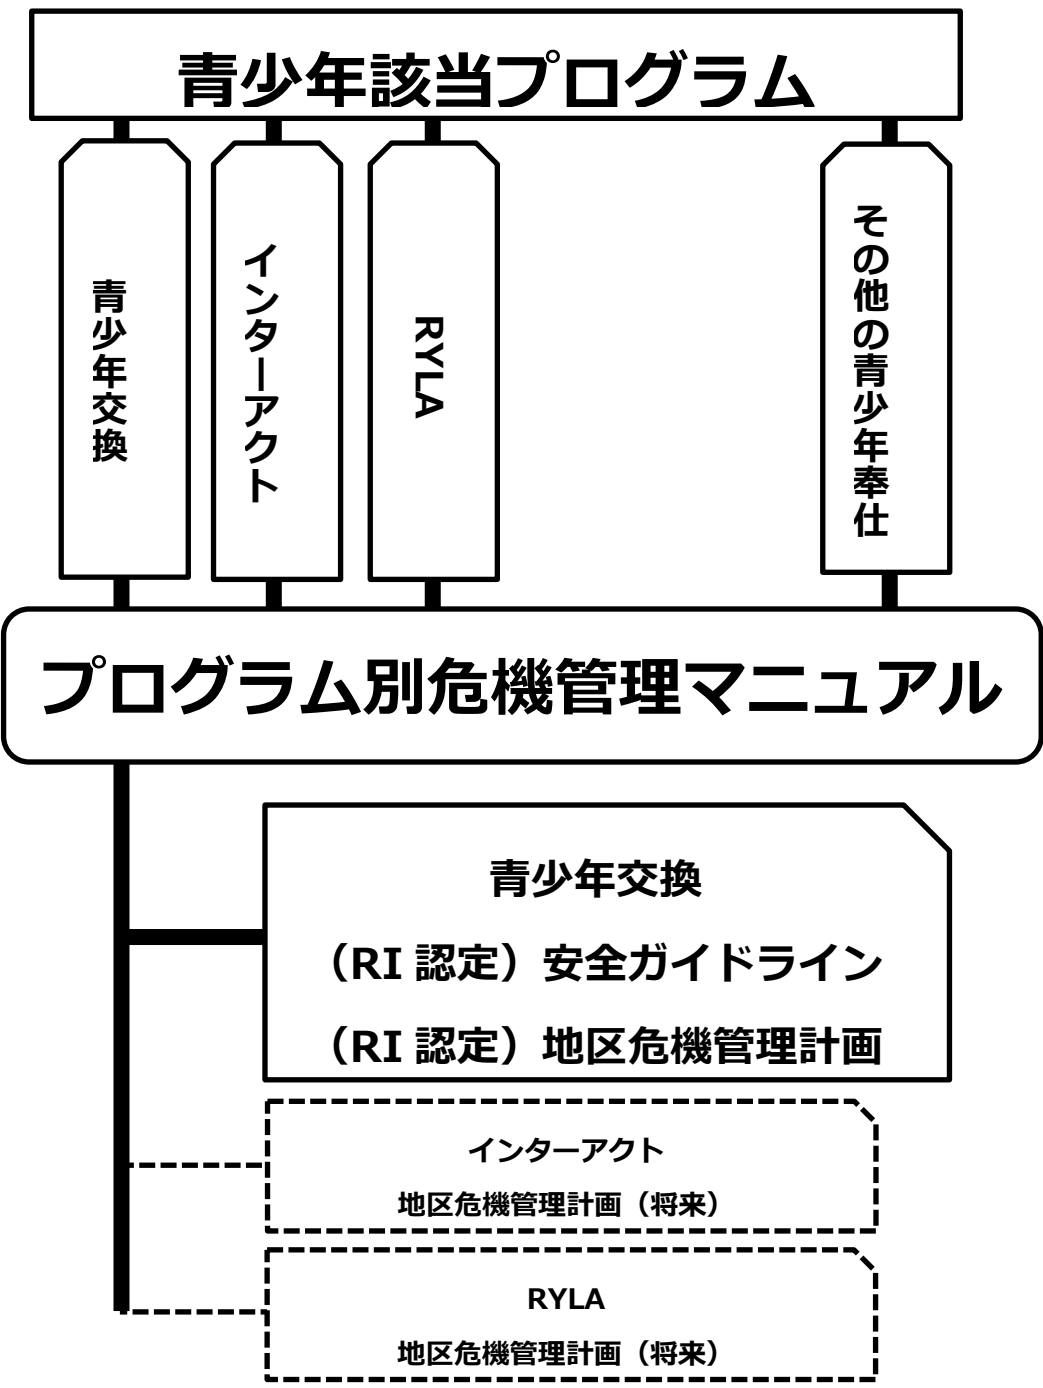 青少年該当プログラム
青少年交換
インターアクト
RYLA
その他の青少年奉仕
プログラム別危機管理マニュアル
青少年交換
（RI 認定）安全ガイドライン
（RI 認定）地区危機管理計画
インターアクト
地区危機管理計画（将来）
RYLA
地区危機管理計画（将来）